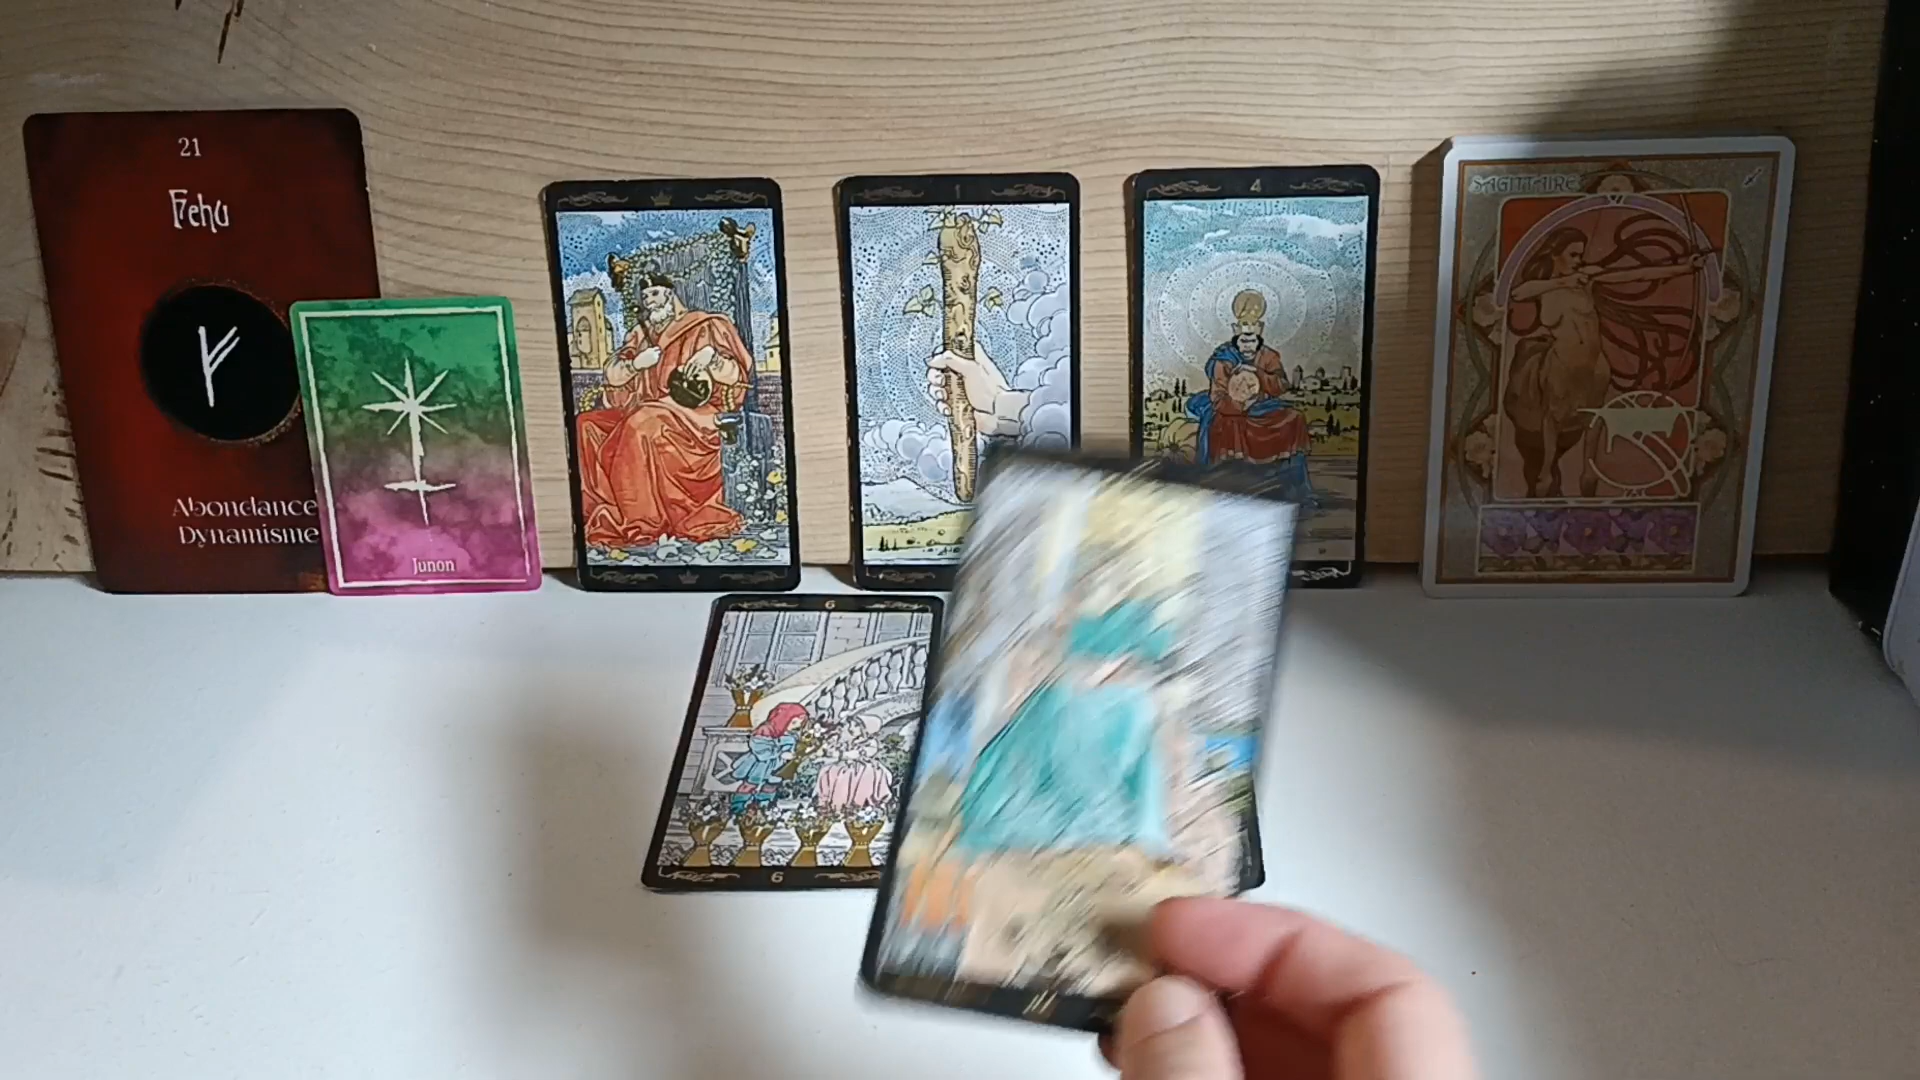 21
Fehu
Abondance
Dynamisme
Junon
1
4
SAGITTAIRE
6
6